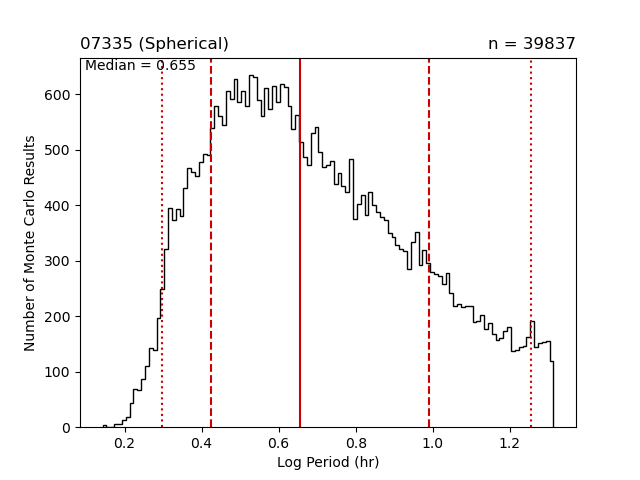 07335 (Spherical)
n = 39837
Median = 0.655
Number of Monte Carlo Results
600
500
400
300
200
100
0
0.2 0.4 0.6 0.8 1.0 1.2
Log Period (hr)